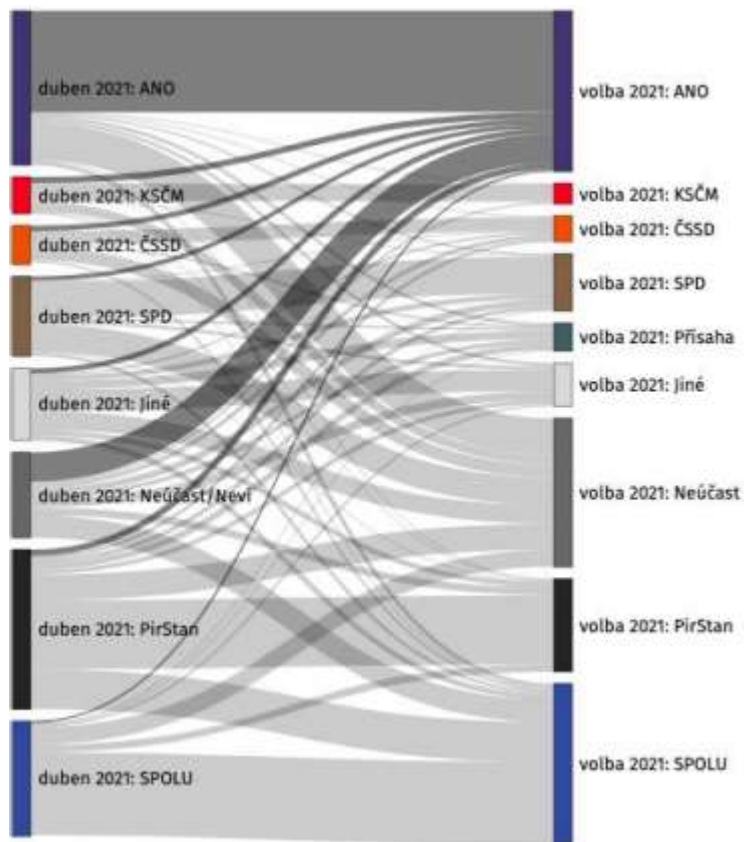 duben 2021: ANO
duben 2021: KSČM
duben 2021: ČSSD
duben 2021: SPD
duben 2021: Jiné
duben 2021: Neúčast/Neví
duben 2021: PirStan
duben 2021: SPOLU
volba 2021: ANO
volba 2021: KSČM
volba 2021: ČSSD
volba 2021: SPD
volba 2021: Přísaha
volba 2021: Jiné
volba 2021: Neúčast
volba 2021: PirStan
volba 2021: SPOLU